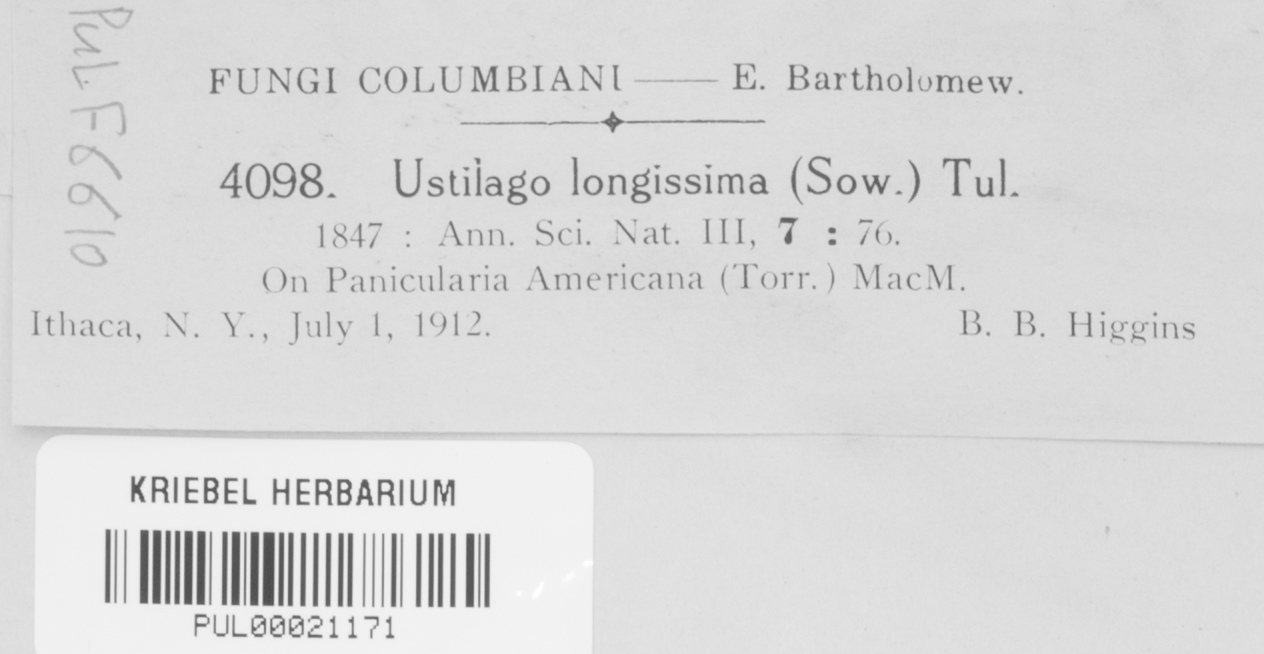 Pul. F6610
FUNGI COLUMBIANI —— E. Bartholomew.
4098. Ustilago longissima (Sow.) Tul.
1847 : Ann. Sci. Nat. III, 7 : 76.
On Panicularia Americana (Torr.) MacM.
Ithaca, N. Y., July 1, 1912. B. B. Higgins
KRIEBEL HERBARIUM
PUL00021171